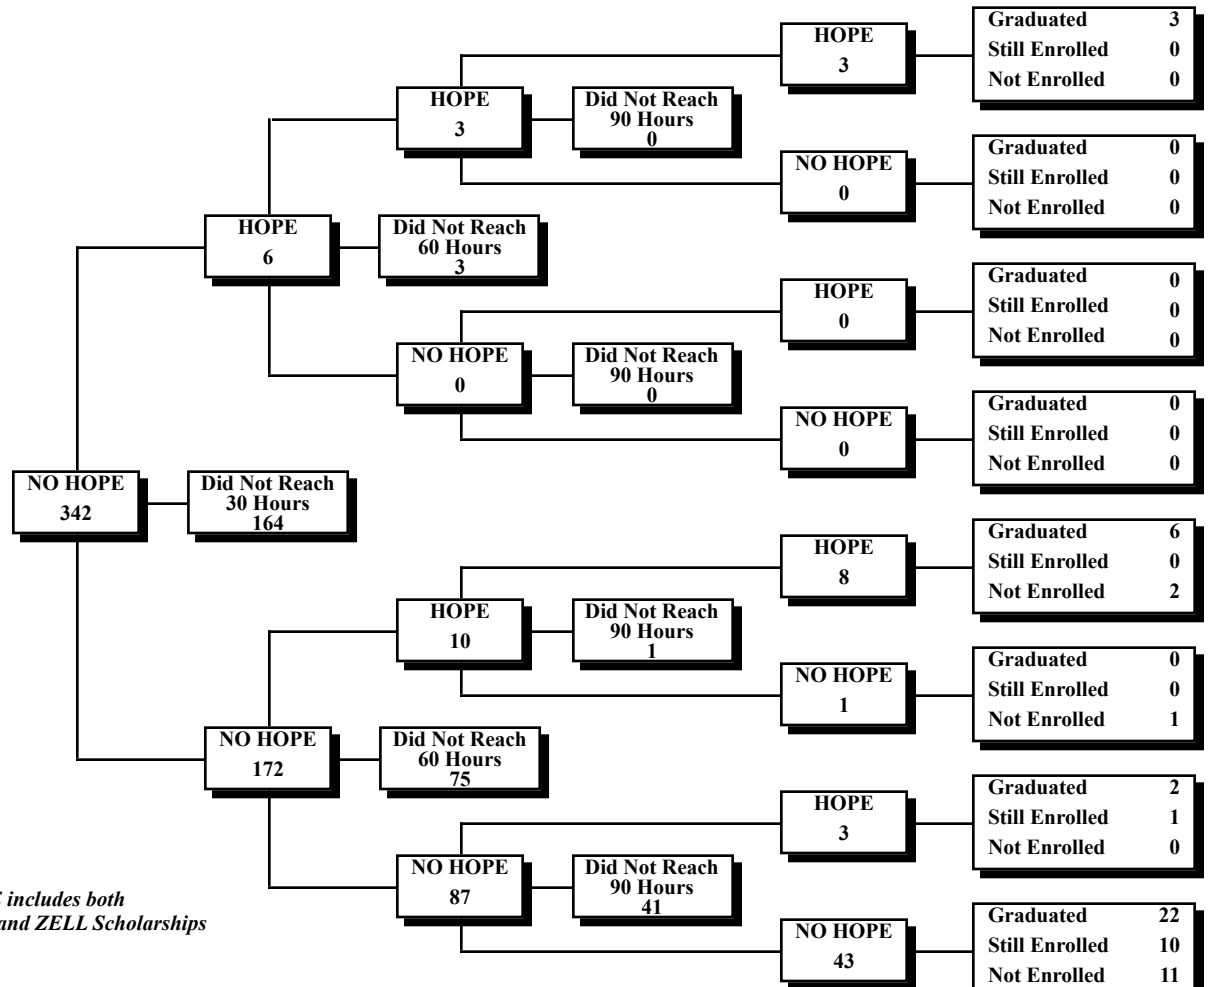 Graduated 3
Still Enrolled 0
Not Enrolled 0
HOPE
3
HOPE
3
Did Not Reach
90 Hours
0
Graduated 0
Still Enrolled 0
Not Enrolled 0
NO HOPE
0
HOPE
6
Did Not Reach
60 Hours
3
Graduated 0
Still Enrolled 0
Not Enrolled 0
HOPE
0
NO HOPE
0
Did Not Reach
90 Hours
0
Graduated 0
Still Enrolled 0
Not Enrolled 0
NO HOPE
0
NO HOPE
342
Did Not Reach
30 Hours
164
Graduated 6
Still Enrolled 0
Not Enrolled 2
HOPE
8
HOPE
10
Did Not Reach
90 Hours
1
Graduated 0
Still Enrolled 0
Not Enrolled 1
NO HOPE
1
NO HOPE
172
Did Not Reach
60 Hours
75
Graduated 2
Still Enrolled 1
Not Enrolled 0
HOPE
3
NO HOPE
87
Did Not Reach
90 Hours
41
includes both
and ZELL Scholarships
Graduated 22
Still Enrolled 10
Not Enrolled 11
NO HOPE
43